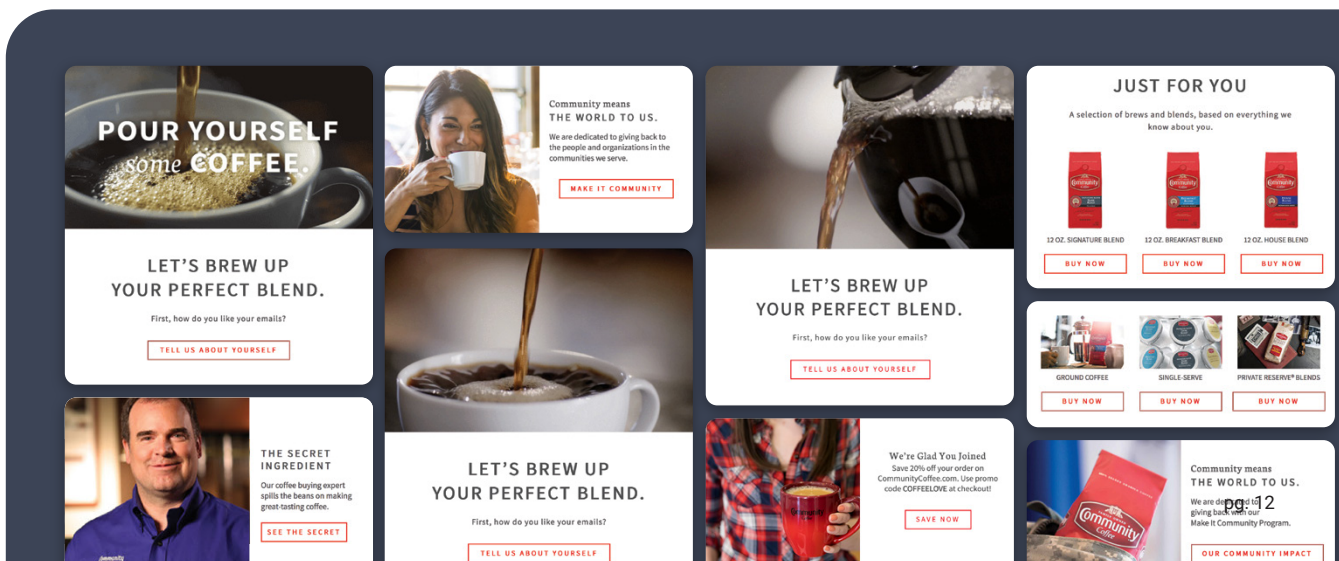 POUR YOURSELF
some COFFEE.
LET'S BREW UP
YOUR PERFECT BLEND.
First, how do you like your emails?
TELL US ABOUT YOURSELF
THE SECRET
INGREDIENT
Our coffee buying expert
spills the beans on making
great-tasting coffee.
SEE THE SECRET
Community means
THE WORLD TO US.
We are dedicated to giving back to
the people and organizations in the
communities we serve.
MAKE IT COMMUNITY
LET'S BREW UP
YOUR PERFECT BLEND.
First, how do you like your emails?
TELL US ABOUT YOURSELF
LET'S BREW UP
YOUR PERFECT BLEND.
First, how do you like your emails?
TELL US ABOUT YOURSELF
We're Glad You Joined
Save 20% off your order on
CommunityCoffee.com. Use promo
code COFFEELOVE at checkout!
SAVE NOW
Community
JUST FOR YOU
A selection of brews and blends, based on everything we
know about you.
Community
Community
Community
12 OZ. SIGNATURE BLEND
12 OZ. BREAKFAST BLEND
12 OZ. HOUSE BLEND
BUY NOW
BUY NOW
BUY NOW
GROUND COFFEE
SINGLE-SERVE
PRIVATE RESERVE® BLENDS
BUY NOW
BUY NOW
BUY NOW
Community
Coffee
Community means
THE WORLD TO US.
We are dedicated to
giving back with our
Make It Community Program.
OUR COMMUNITY IMPACT
pg. 12